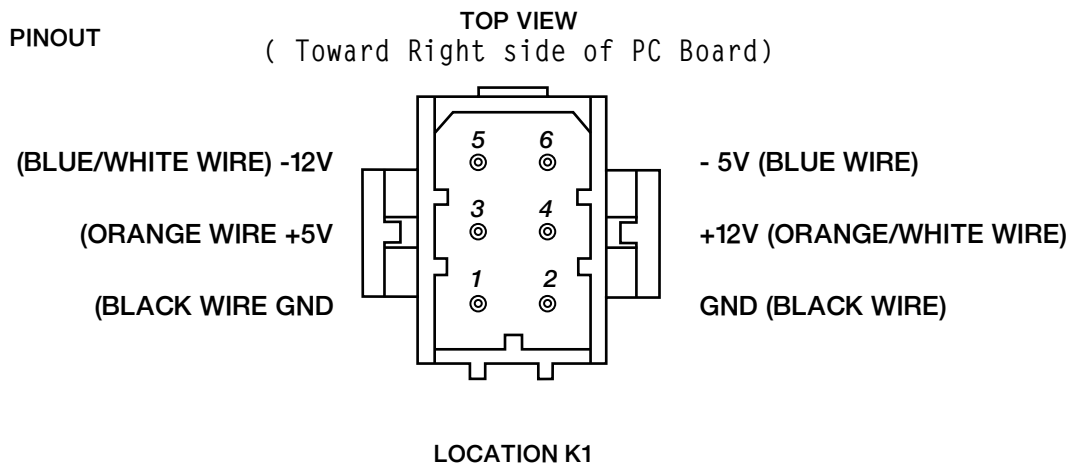 TOP VIEW
PINOUT
( Toward Right side of PC Board)
5 6
(BLUE/WHITE WIRE) -12V
- 5V (BLUE WIRE)
3 4
(ORANGE WIRE +5V
+12V (ORANGE/WHITE WIRE)
1 2
(BLACK WIRE GND
GND (BLACK WIRE)
LOCATION K1